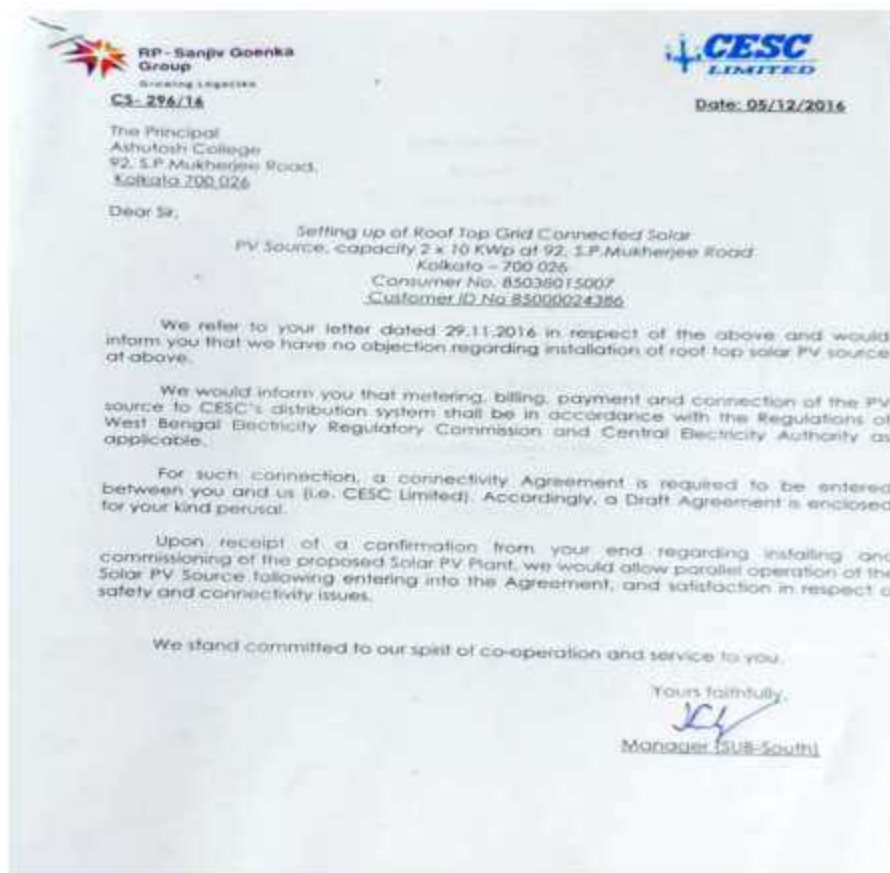 RP-Sanjiv Goenka
Group
Growing Legacies
CESC
LIMITED
CS- 296/16
Date: 05/12/2016
The Principal
Ashutosh College
92, S.P.Mukherjee Road,
Kolkata 700 026
Dear Sir,
Setting up of Roof Top Grid Connected Solar
PV Source, capacity 2 x 10 KWp at 92, S.P.Mukherjee Road
Kolkata – 700 026
Consumer No. 85038015007
Customer ID No 85000024386
We refer to your letter dated 29.11.2016 in respect of the above and would
inform you that we have no objection regarding installation of roof top solar PV source
at above.
We would inform you that metering, billing, payment and connection of the PV
source to CESC's distribution system shall be in accordance with the Regulations of
West Bengal Electricity Regulatory Commission and Central Electricity Authority as
applicable.
For such connection, a connectivity Agreement is required to be entered
between you and us (i.e. CESC Limited). Accordingly, a Draft Agreement is enclosed
for your kind perusal.
Upon receipt of a confirmation from your end regarding installing and
commissioning of the proposed Solar PV Plant, we would allow parallel operation of the
Solar PV Source following entering into the Agreement, and satisfaction in respect o
safety and connectivity issues.
We stand committed to our spirit of co-operation and service to you.
Yours faithfully,
Manager (SUB-South)